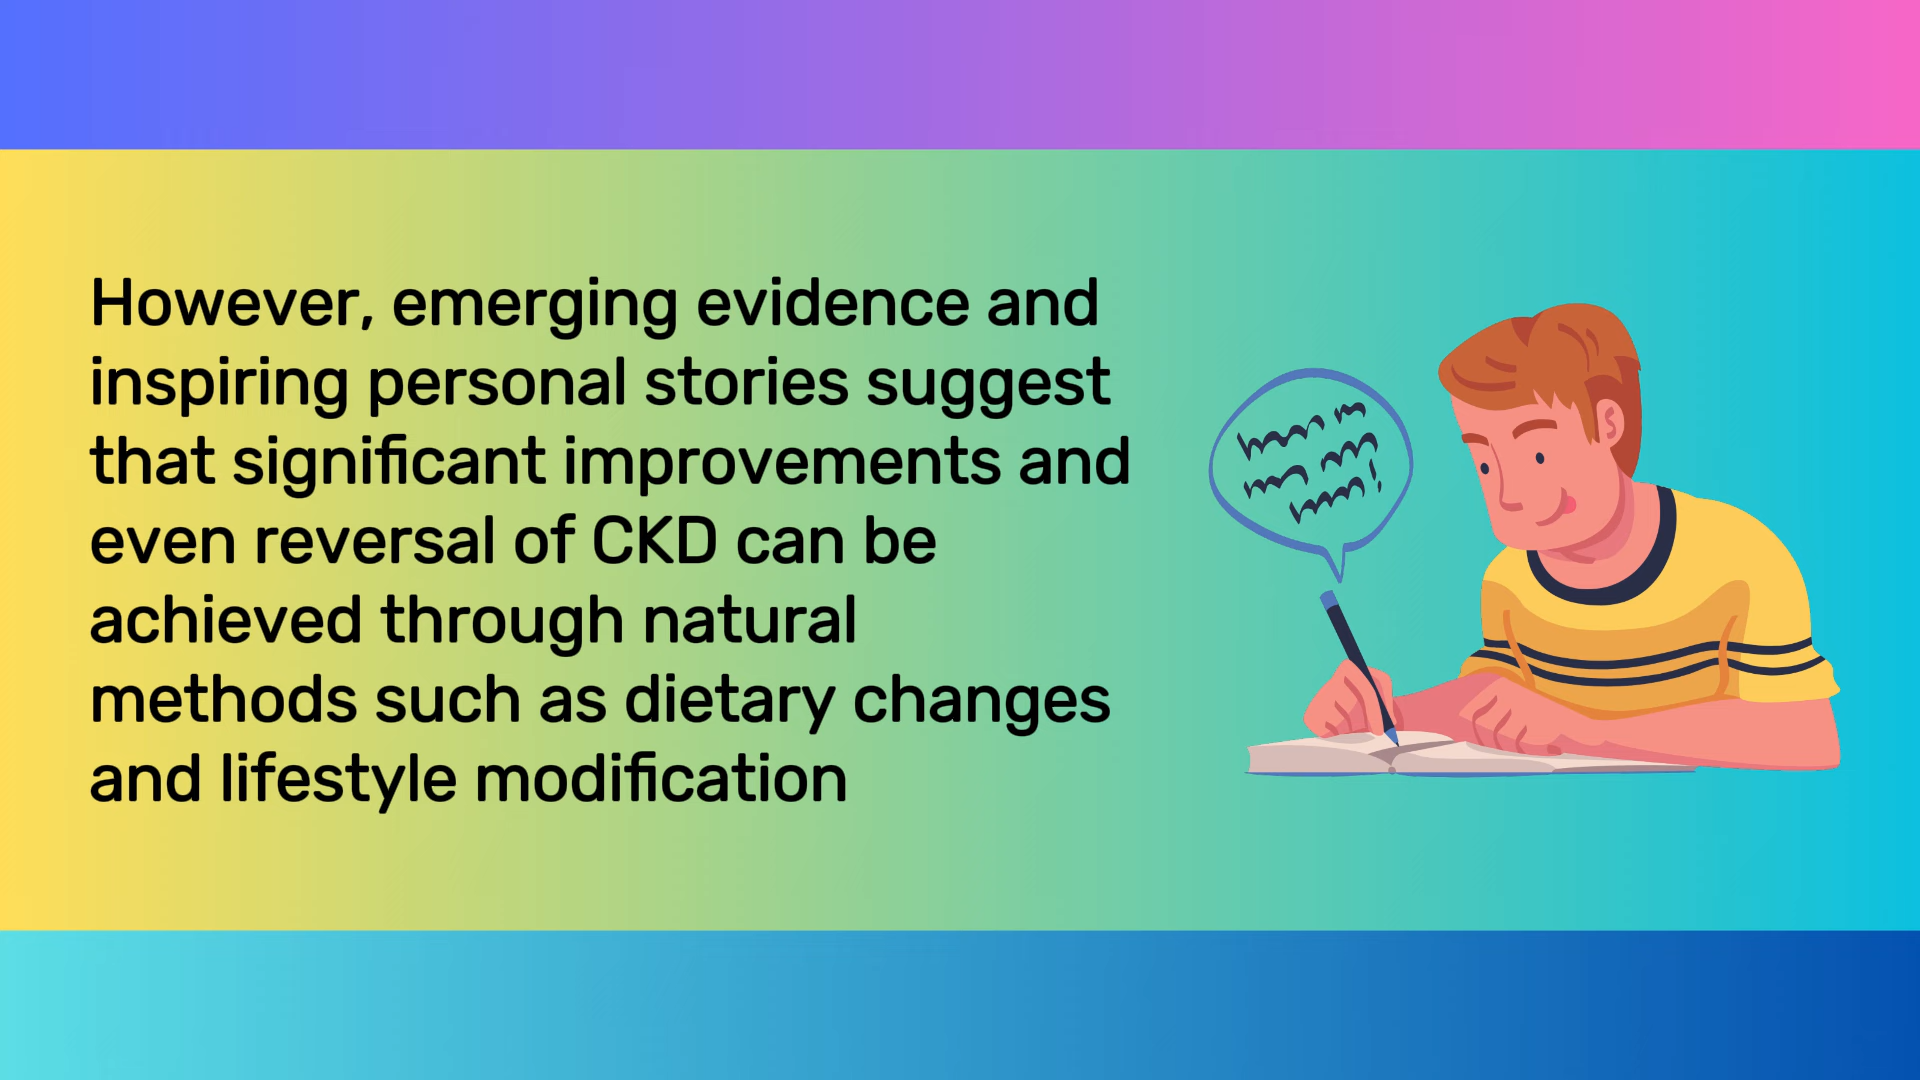 However, emerging evidence and
inspiring personal stories suggest
that significant improvements and
even reversal of CKD can be
achieved through natural
methods such as dietary changes
and lifestyle modification